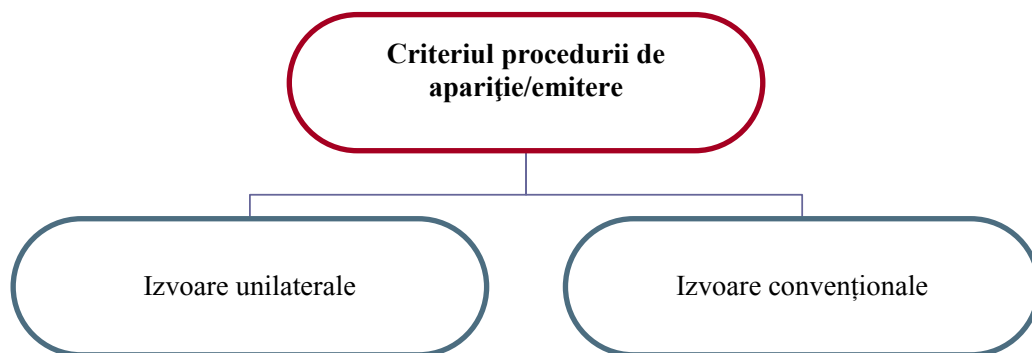 Criteriul procedurii de
apariţie/emitere
Izvoare unilaterale
Izvoare convenționale